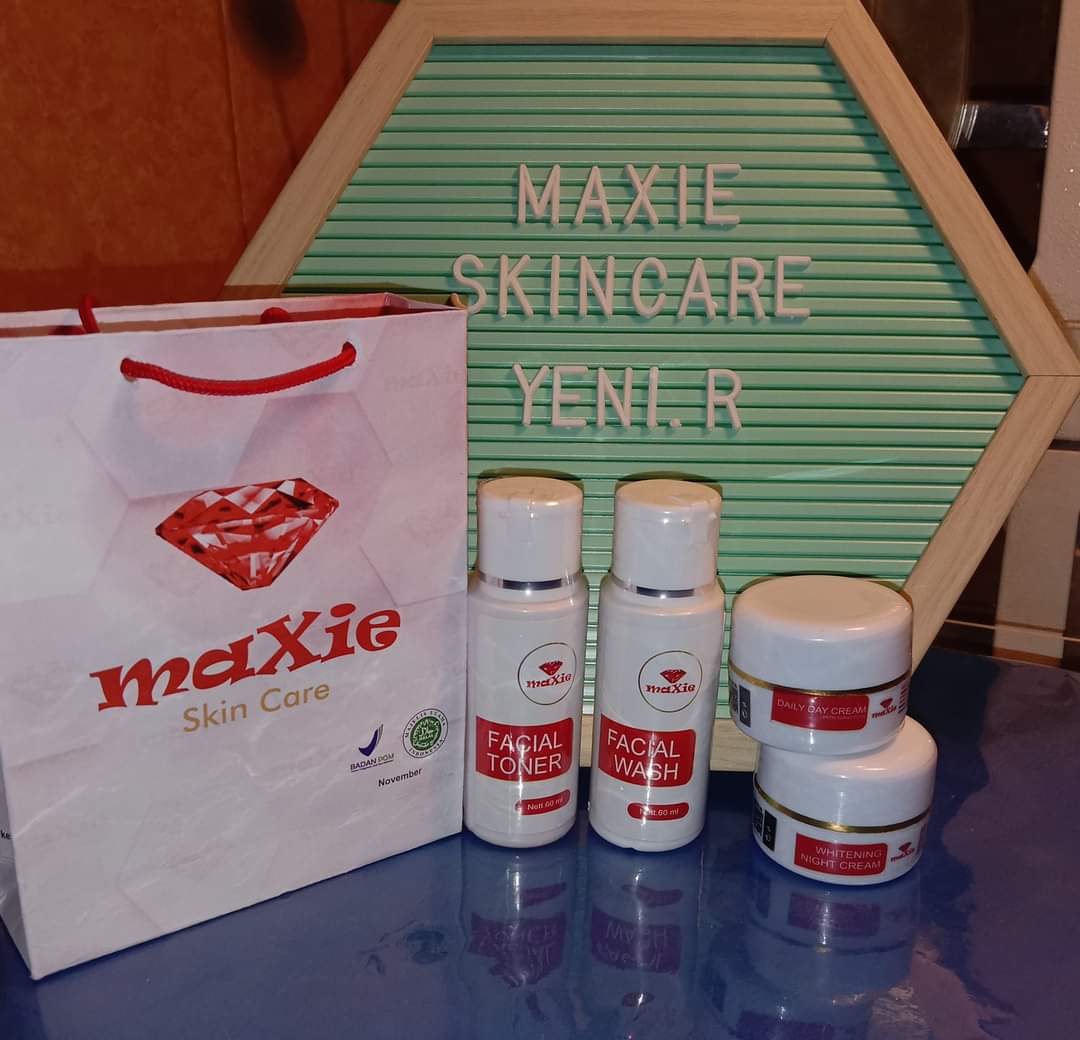 MAXIE
SKINCARE
YENI. R
maXie
Skin Care
BADAN POM
November
maXie
FACIAL
TONER
Nett.60 ml
maXie
FACIAL
WASH
Nett.60 ml
DAILY DAY CREAM
maXie
WHITENING
NIGHT CREAM
maXie